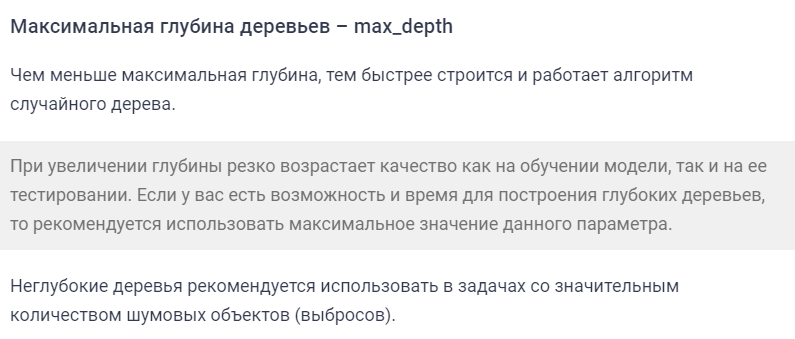 Максимальная глубина деревьев – max_depth
Чем меньше максимальная глубина, тем быстрее строится и работает алгоритм
случайного дерева.
При увеличении глубины резко возрастает качество как на обучении модели, так и на ее
тестировании. Если у вас есть возможность и время для построения глубоких деревьев,
то рекомендуется использовать максимальное значение данного параметра.
Неглубокие деревья рекомендуется использовать в задачах со значительным
количеством шумовых объектов (выбросов).